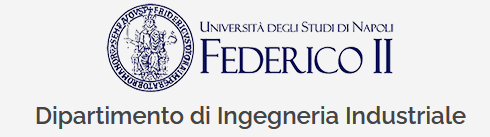 UNIVERSITÀ DEGLI STUDI DI NAPOLI
FEDERICO II
Dipartimento di Ingegneria Industriale